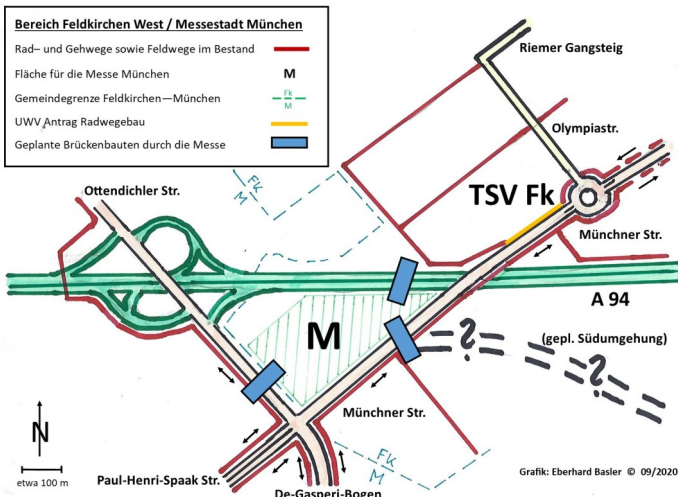 Bereich Feldkirchen West / Messestadt München
Rad– und Gehwege sowie Feldwege im Bestand
Fläche für die Messe München
M
Gemeindegrenze Feldkirchen—München
Fk
M
UWV Antrag Radwegebau
Geplante Brückenbauten durch die Messe
Riemer Gangsteig
Olympiastr.
Ottendichler Str.
Fk
M
TSV Fk
Münchner Str.
A 94
M
(gepl. Südumgehung)
?
?
Münchner Str.
N
etwa 100 m
Paul-Henri-Spaak Str.
De-Gasperi-Bogen
Fk
M
Grafik: Eberhard Basler © 09/2020